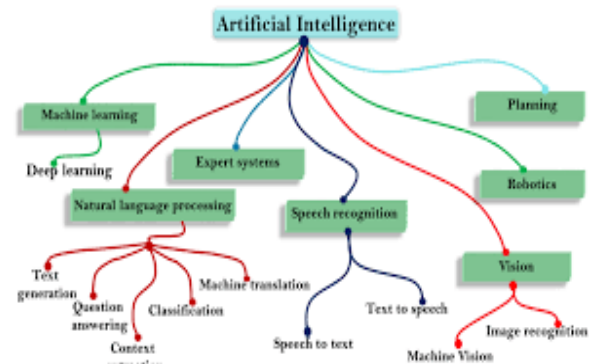 Artificial Intelligence
Planning
Machine learning
Expert systems
Deep learning
Robotics
Natural language processing
Speech recognition
Vision
Text
generation
Question
answering
Context
Classification
Machine translation
Speech to text
Text to speech
Machine Vision
Image recognition